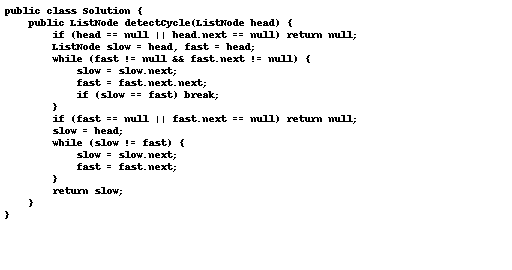 public class Solution {
    public ListNode detectCycle(ListNode head) {
        if (head == null || head.next == null) return null;
        ListNode slow = head, fast = head;
        while (fast != null && fast.next != null) {
            slow = slow.next;
            fast = fast.next.next;
            if (slow == fast) break;
        }
        if (fast == null || fast.next == null) return null;
        slow = head;
        while (slow != fast) {
            slow = slow.next;
            fast = fast.next;
        }
        return slow;
    }
}